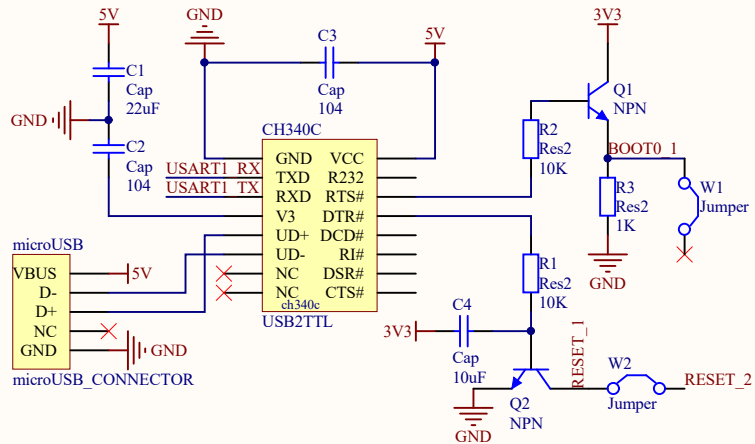 5V
C1
Cap
22uF
GND
C2
Cap
104
GND
C3
Cap
104
5V
CH340C
GND
TXD
RXD
V3
UD+
UD-
NC
NC
VCC
R232
RTS#
DTR#
DCD#
RI#
DSR#
CTS#
ch340c
USB2TTL
USART1_RX
USART1_TX
microUSB
VBUS
D-
D+
NC
GND
5V
GND
microUSB_CONNECTOR
3V3
Q1
NPN
R2
Res2
10K
BOOT0_1
R3
Res2
1K
GND
W1
Jumper
R1
Res2
10K
3V3
C4
Cap
10uF
Q2
NPN
GND
RESET_1
W2
Jumper
RESET_2